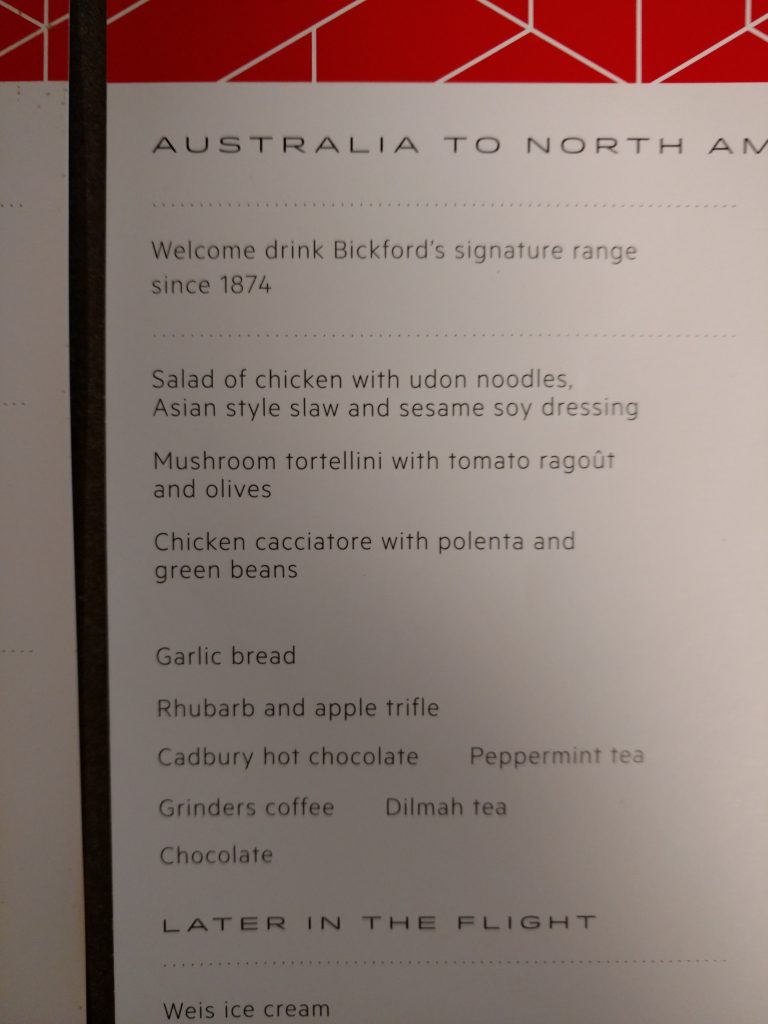 AUSTRALIA TO NORTH
Welcome drink Bickford's signature range
since 1874
Salad of chicken with udon noodles,
Asian style slaw and sesame soy dressing
Mushroom tortellini with tomato ragoût
and olives
Chicken cacciatore with polenta and
green beans
Garlic bread
Rhubarb and apple trifle
Cadbury hot chocolate Peppermint tea
Grinders coffee Dilmah tea
Chocolate
LATER IN THE FLIGHT
Weis ice cream